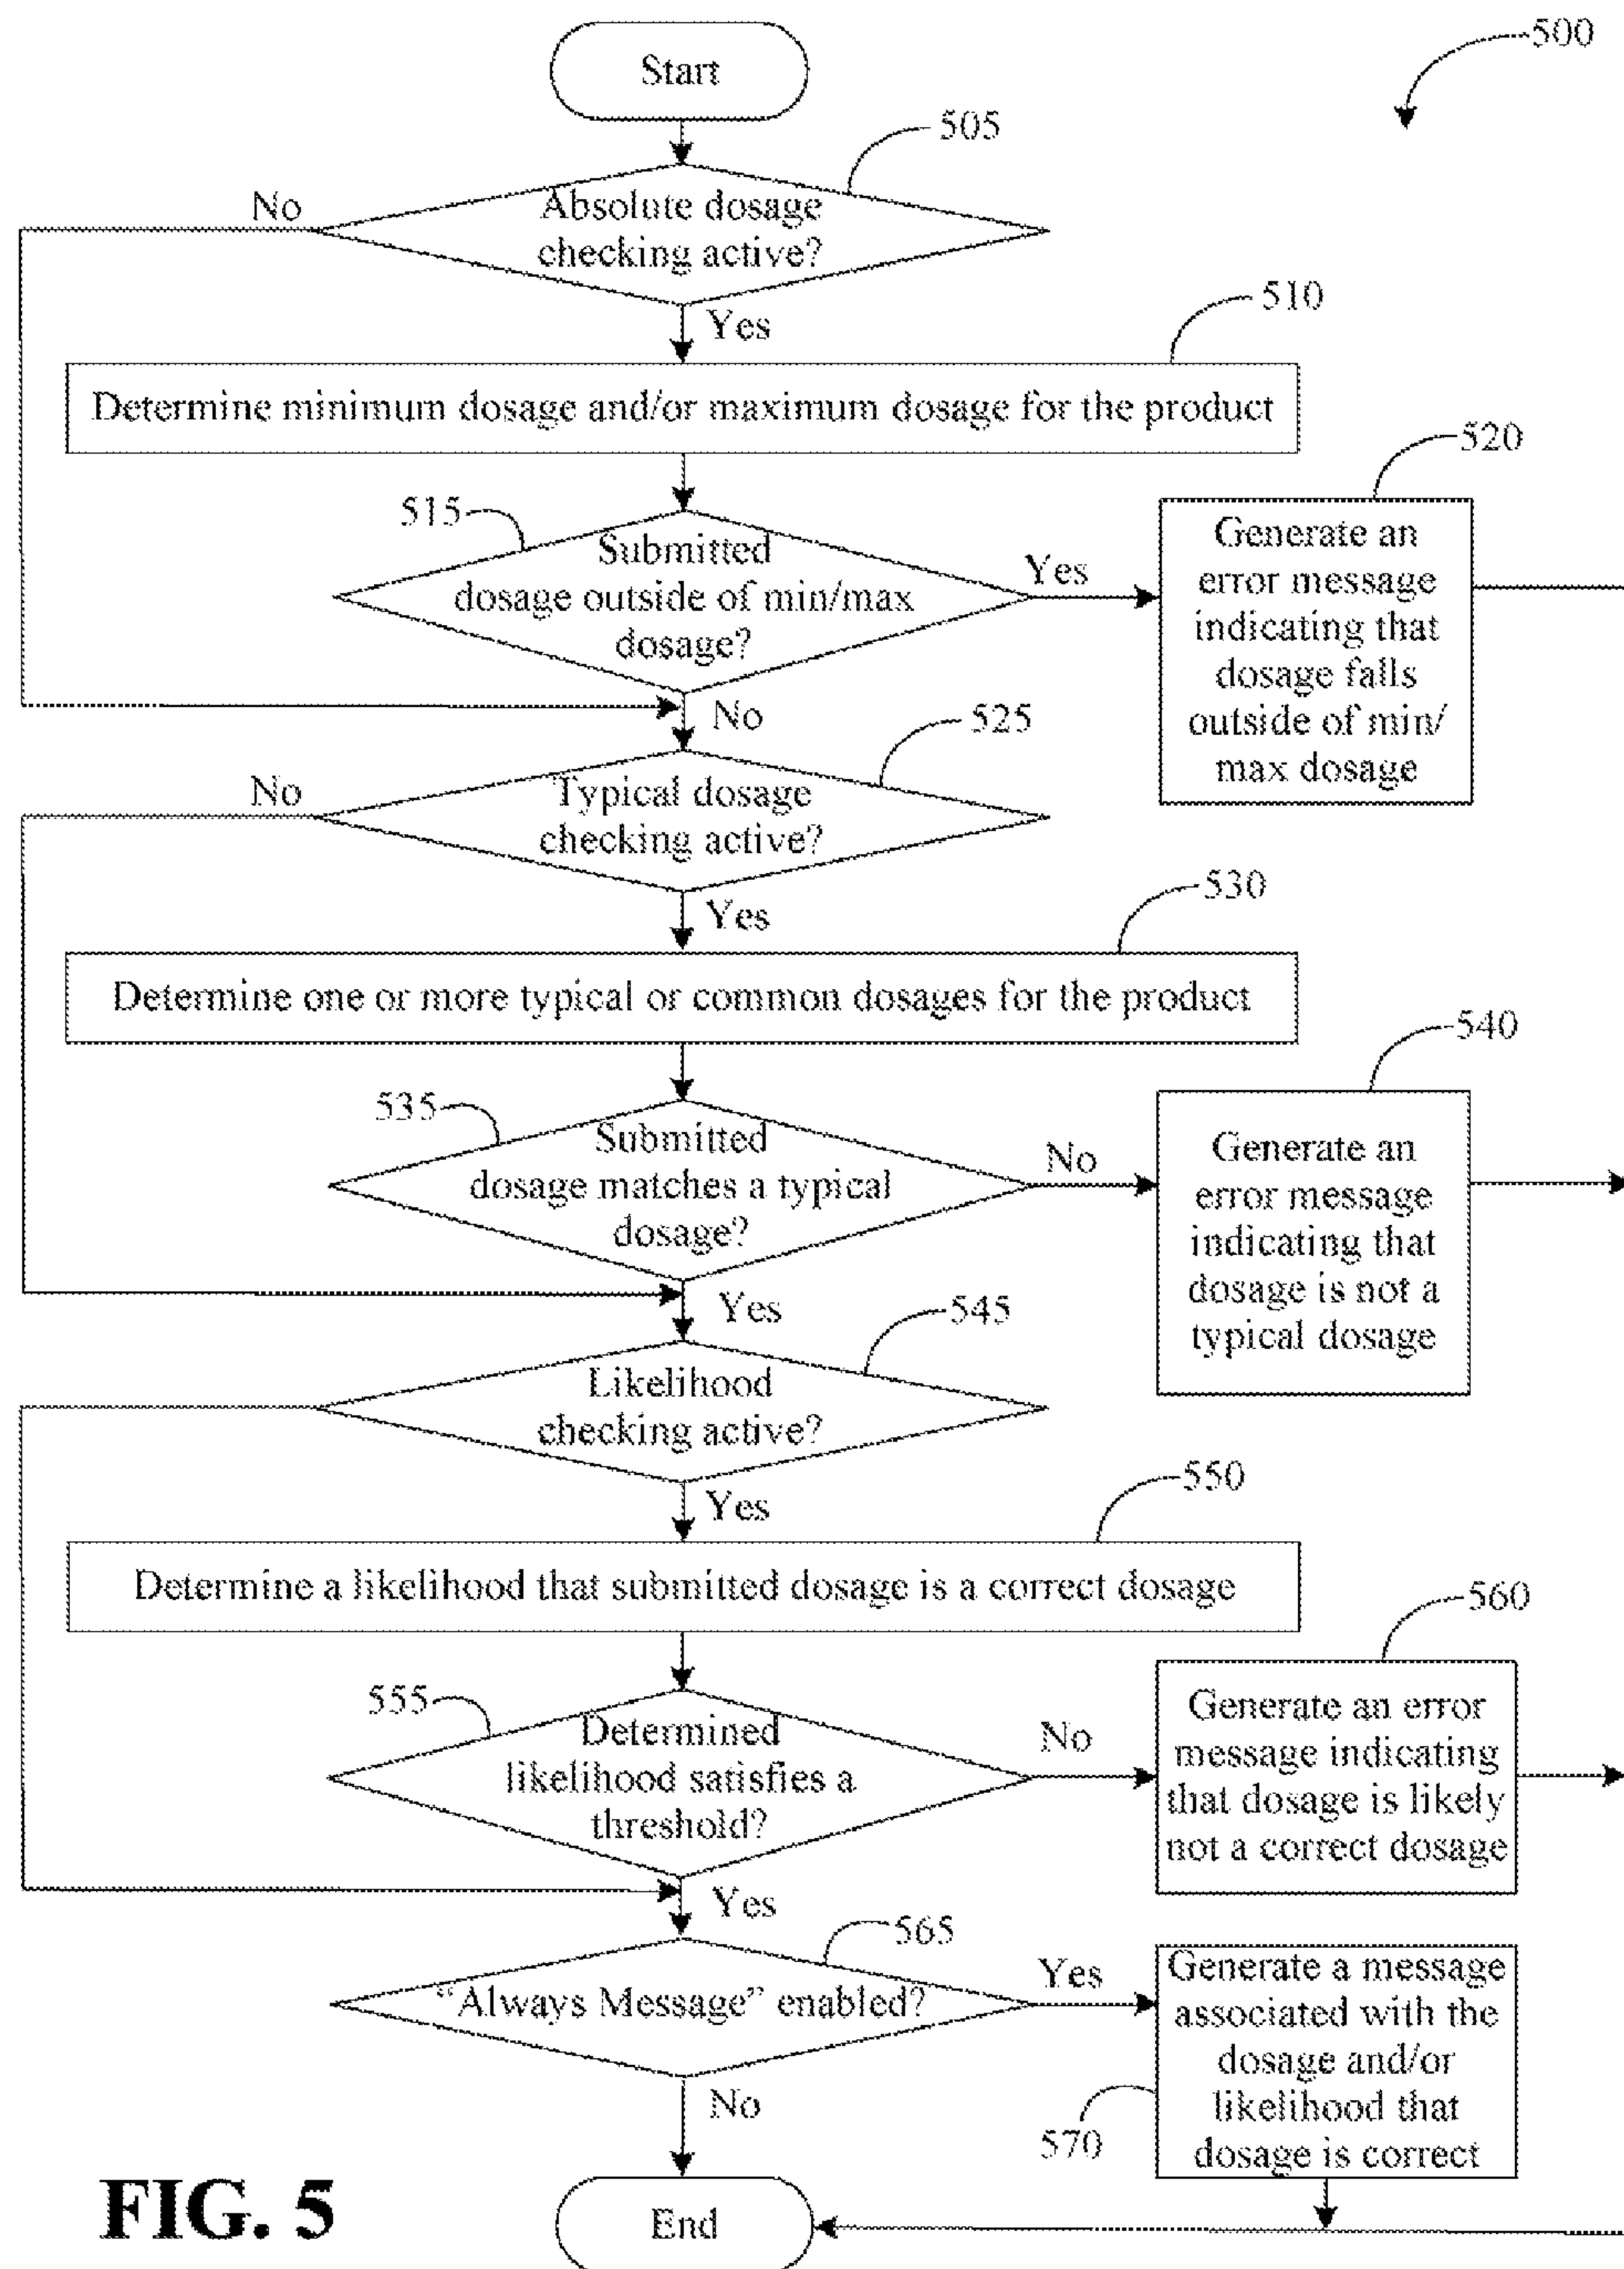 500
Start
505
No
Absolute dosage
checking active?
Yes
510
Determine minimum dosage and/or maximum dosage for the product
520
515
Submitted
dosage outside of min/max
dosage?
Yes
Generate an
error message
indicating that
dosage falls
outside of min/
max dosage
No
525
No
Typical dosage
checking active?
Yes
530
Determine one or more typical or common dosages for the product
540
535
Submitted
dosage matches a typical
dosage?
No
Generate an
error message
indicating that
dosage is not a
typical dosage
Yes
545
Likelihood
checking active?
Yes
550
Determine a likelihood that submitted dosage is a correct dosage
560
555
Determined
likelihood satisfies a
threshold?
No
Generate an error
message indicating
that dosage is likely
not a correct dosage
Yes
565
"Always Message" enabled?
Yes
Generate a message
associated with the
dosage and/or
likelihood that
dosage is correct
570
No
End
FIG. 5